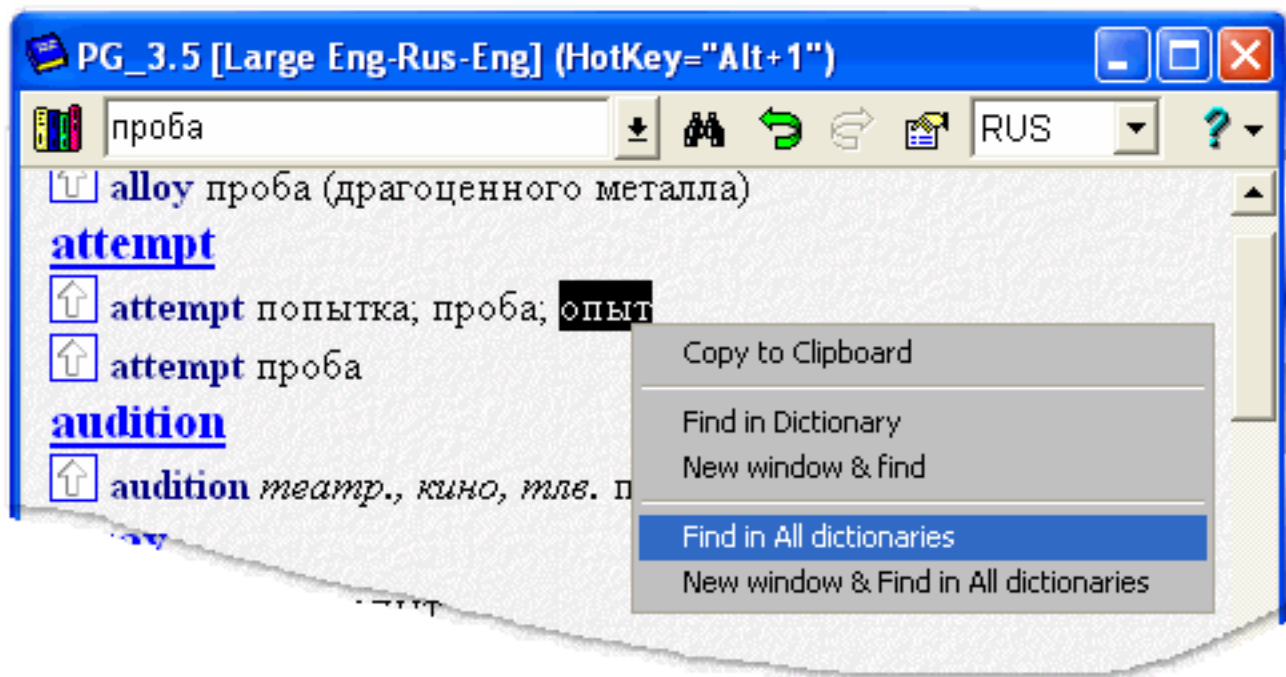 PG_3.5 [Large Eng-Rus-Eng] (HotKey="Alt+1")
проба
RUS
?
alloy проба (драгоценного металла)
attempt
attempt попытка; проба; опыт
attempt проба
audition
audition театр., кино, тлв. п
Copy to Clipboard
Find in Dictionary
New window & find
Find in All dictionaries
New window & Find in All dictionaries